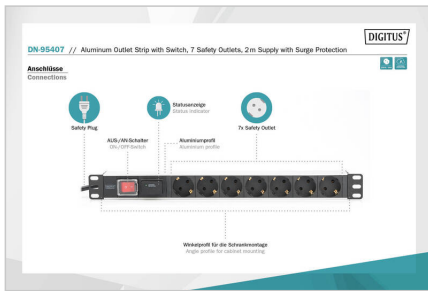 DIGITUS®
DN-95407 // Aluminum Outlet Strip with Switch, 7 Safety Outlets, 2 m Supply with Surge Protection
Anschlüsse
Connections
Safety Plug
Statusanzeige
Status Indicator
7x Safety Outlet
AUS-/AN-Schalter
ON-/OFF-Switch
Aluminiumprofil
Aluminium profile
Winkelprofil für die Schrankmontage
Angle profile for cabinet mounting